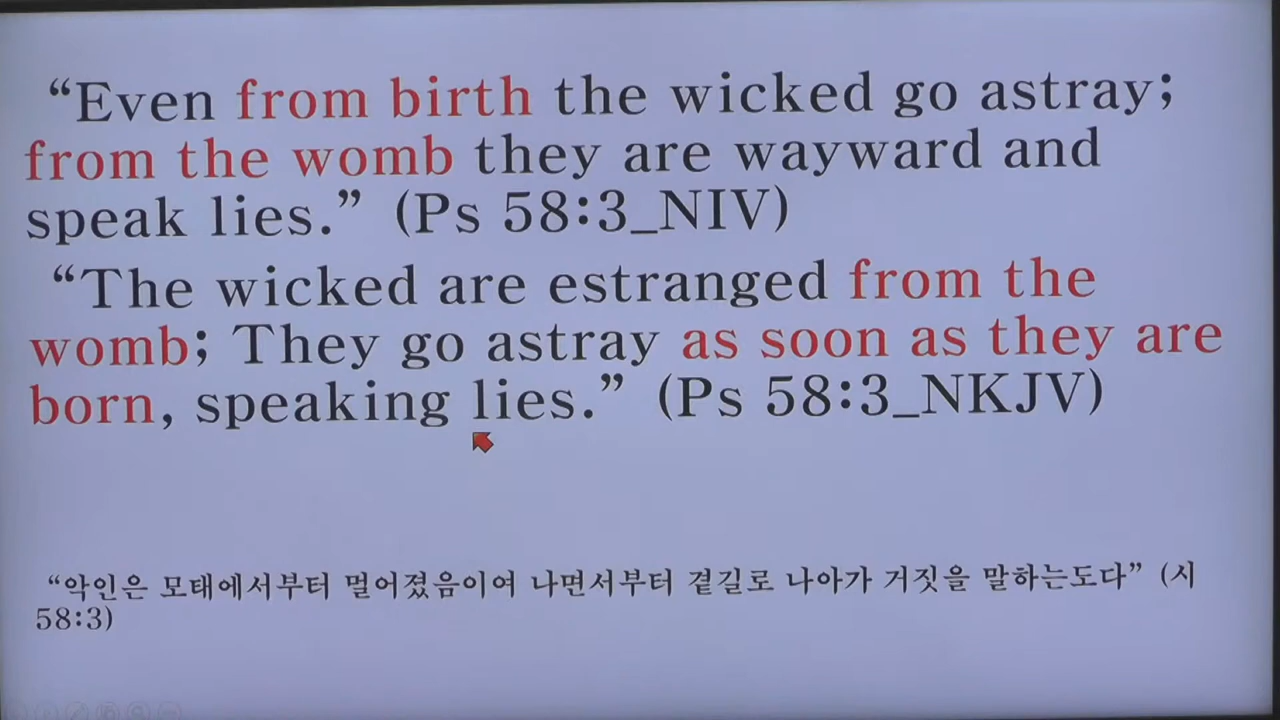 “Even from birth the wicked go astray;
from the womb they are wayward and
speak lies.” (Ps 58:3_NIV)
“The wicked are estranged from the
womb; They go astray as soon as they are
born, speaking lies.” (Ps 58:3_NKJV)
“악인은 모태에서부터 멀어졌음이여 나면서부터 곁길로 나아가 거짓을 말하는도다” (시
58:3)